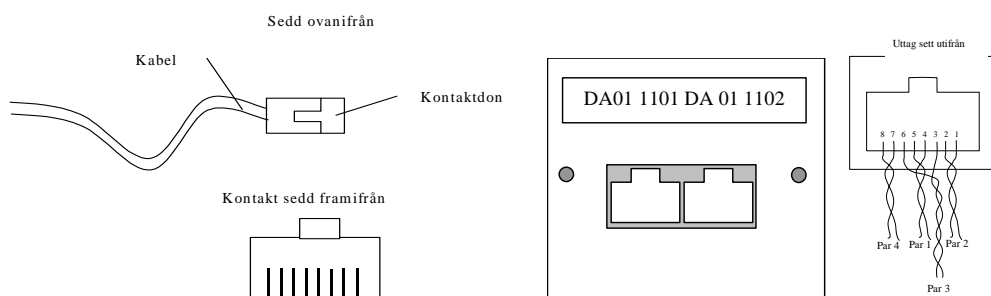 Sedd ovanifrån
Kabel
Kontaktdon
Kontakt sedd framifrån
DA01 1101 DA 01 1102
Uttag sett utifrån
8 7 6 5 4 3 2 1
Par 4 Par 1 Par 2
Par 3